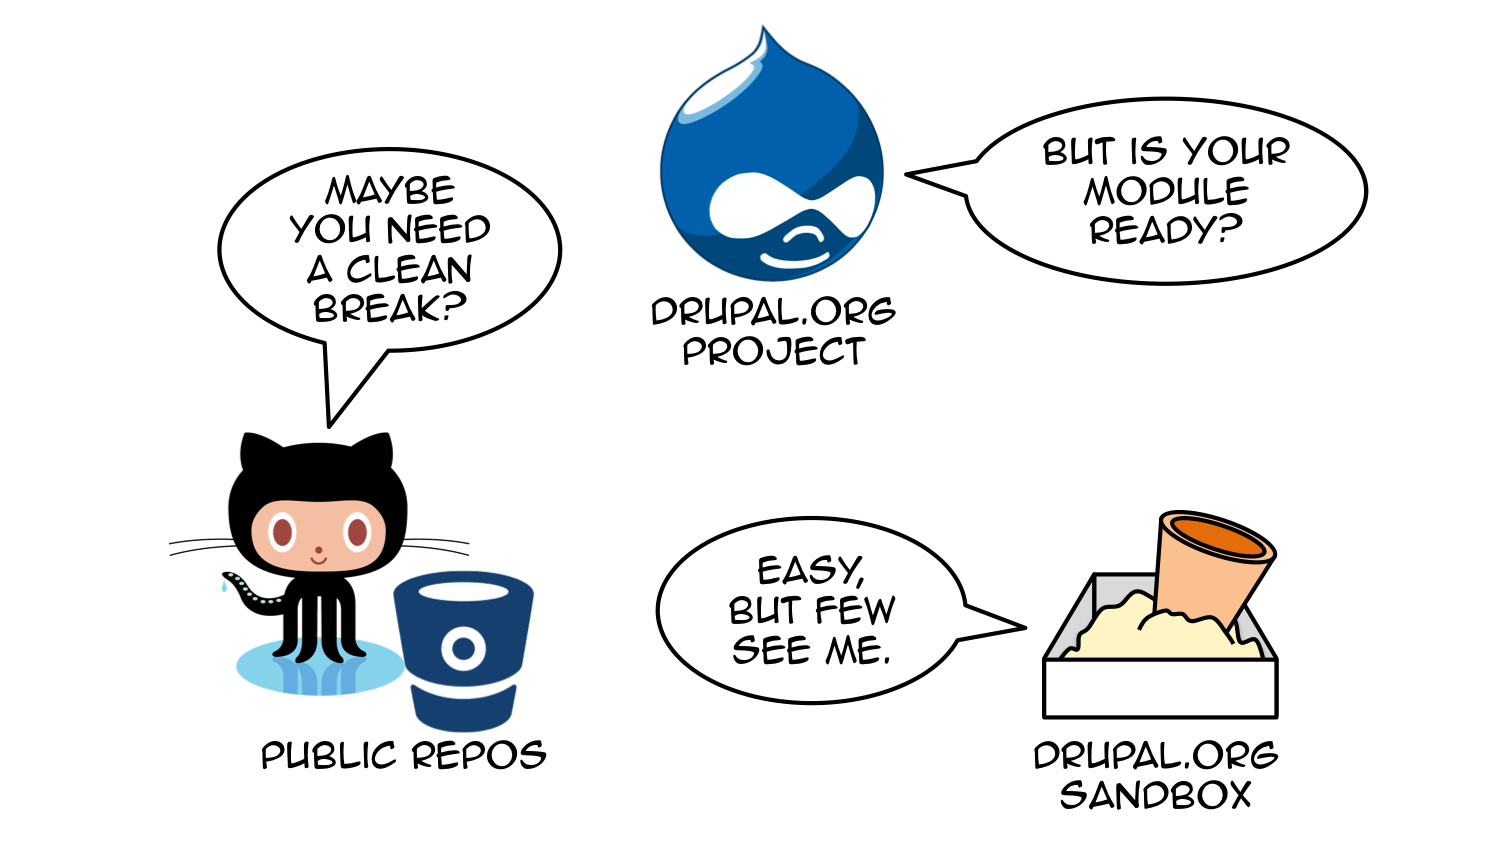 BUT IS YOUR
MODULE
READY?
DRUPAL.ORG
PROJECT
MAYBE
YOU NEED
A CLEAN
BREAK?
PUBLIC REPOS
EASY,
BUT FEW
SEE ME.
DRUPAL.ORG
SANDBOX